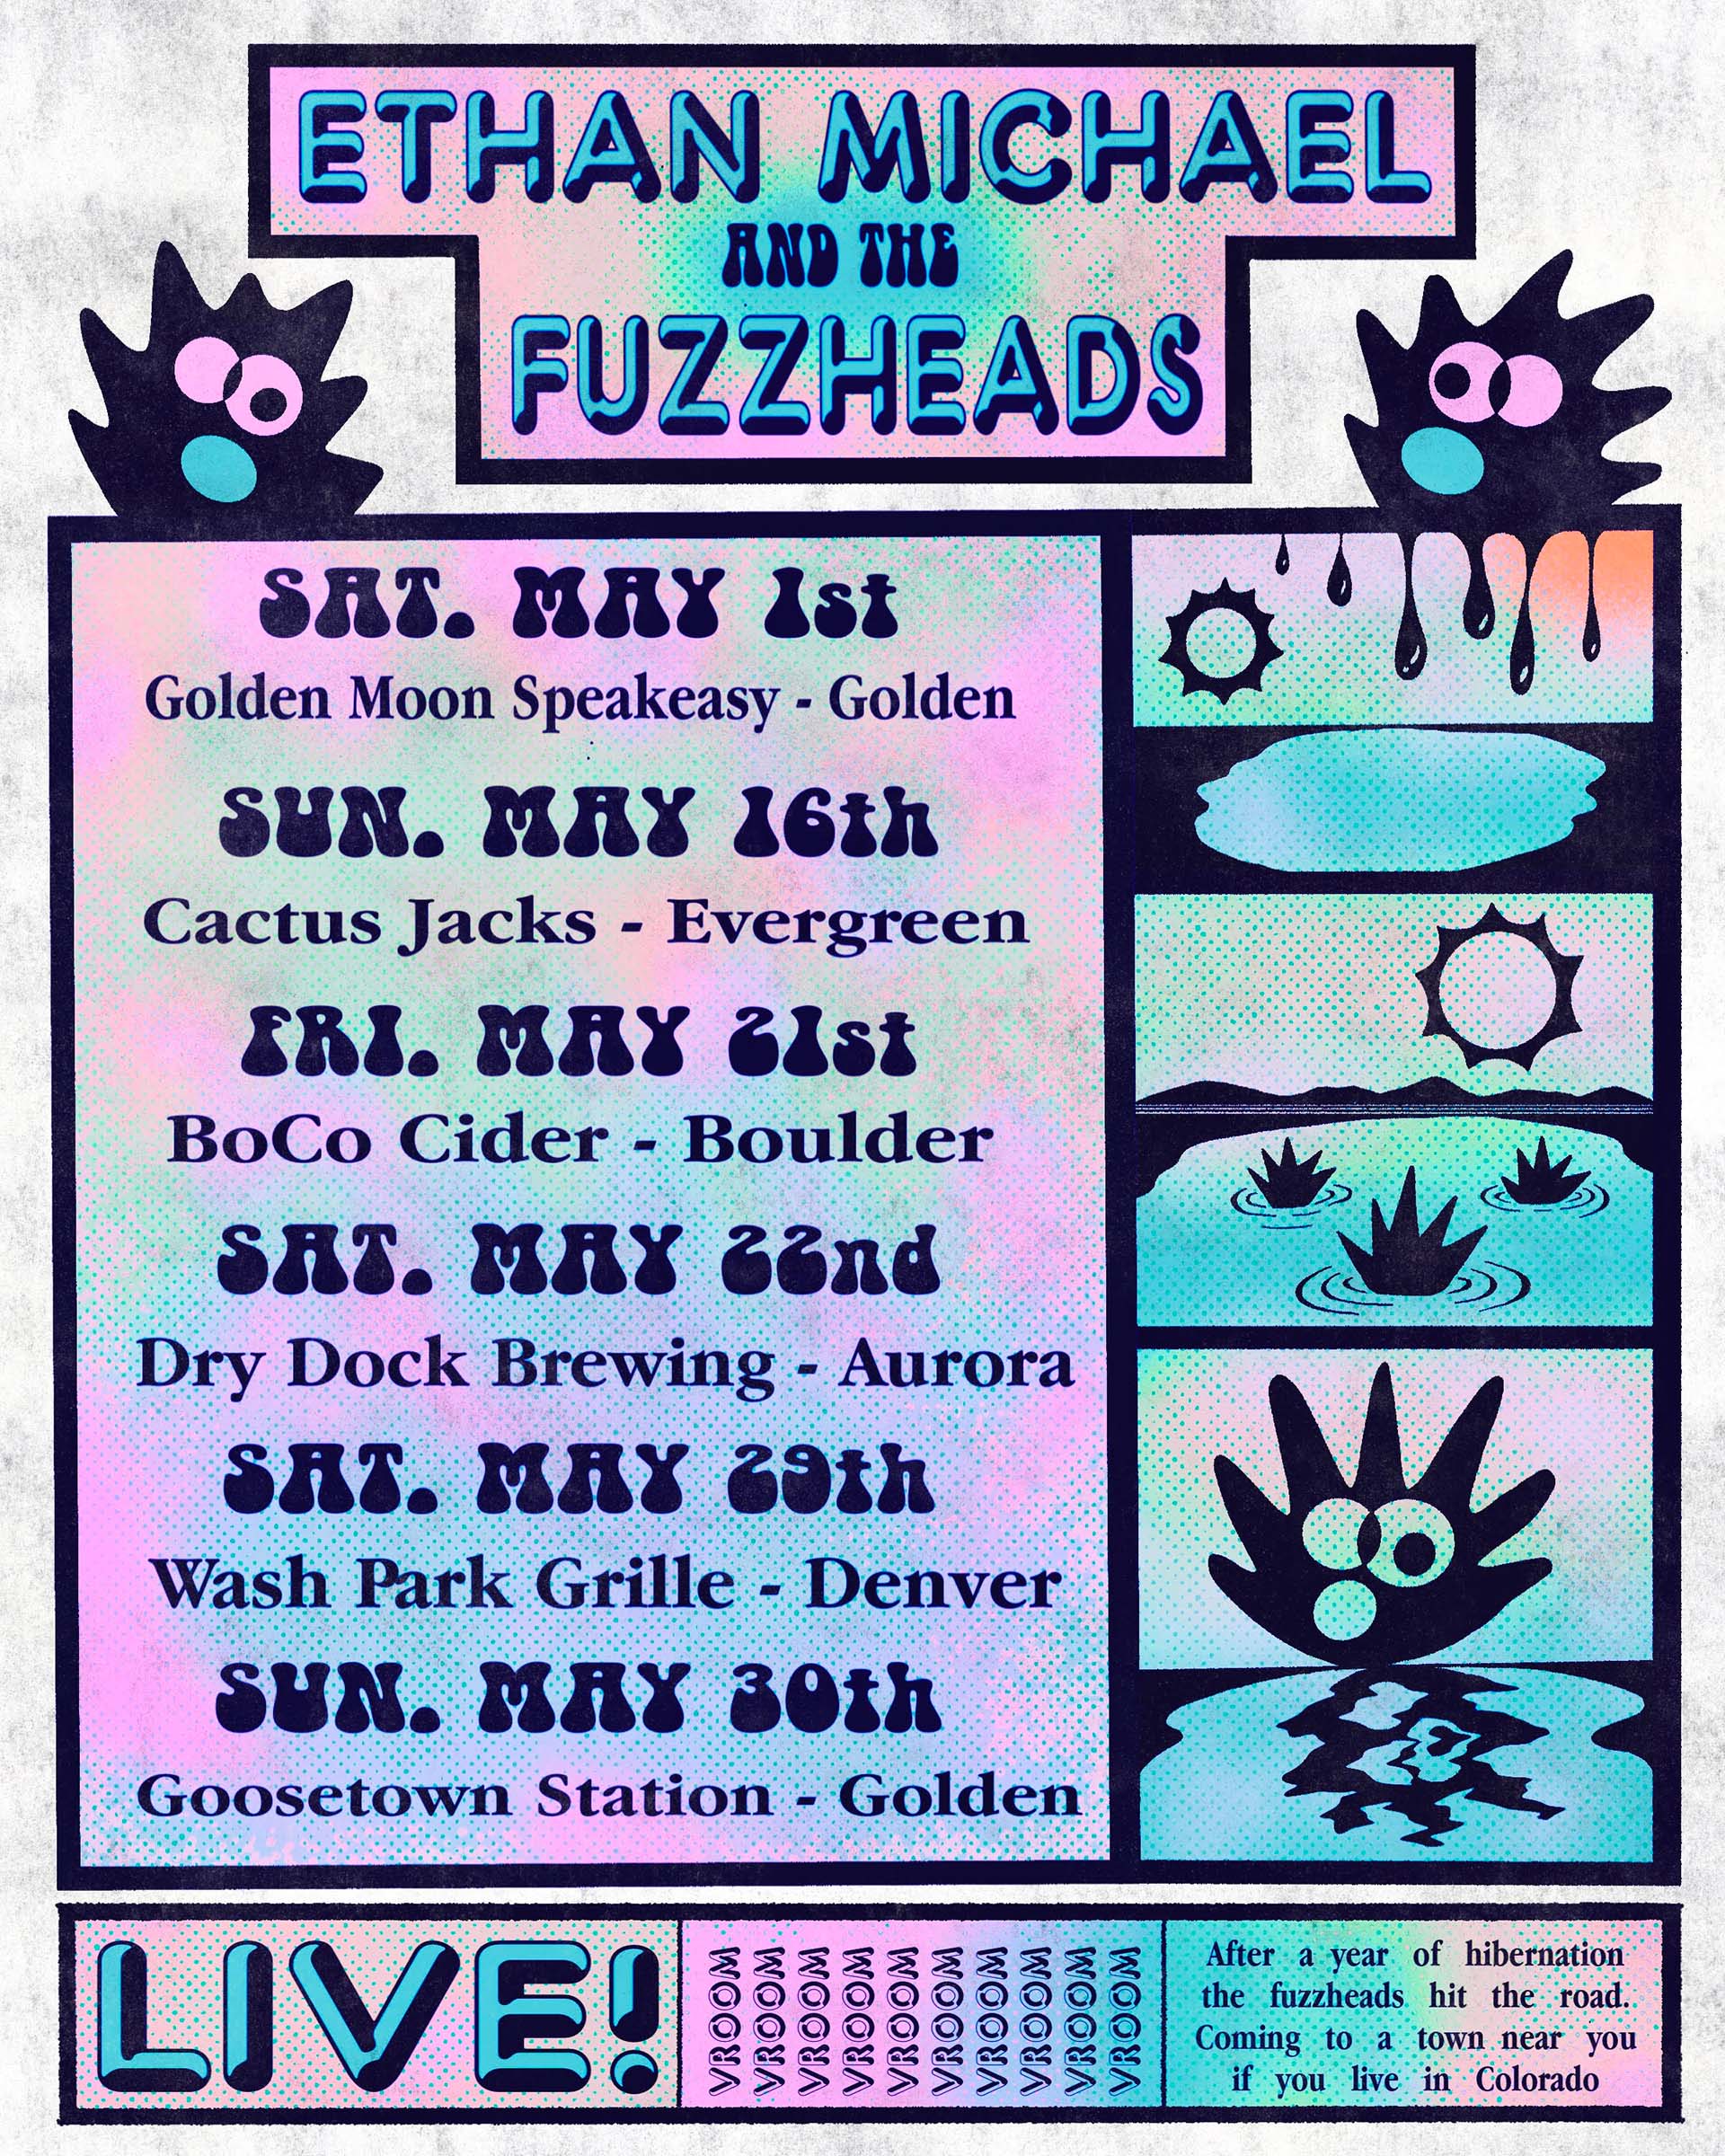 ETHAN MICHAEL
AND THE
FUZZHEADS
SAT. MAY 1st
Golden Moon Speakeasy - Golden
SUN. MAY 16th
Cactus Jacks - Evergreen
FRI. MAY 21st
BoCo Cider - Boulder
SAT. MAY 22nd
Dry Dock Brewing - Aurora
SAT. MAY 29th
Wash Park Grille - Denver
SUN. MAY 30th
Goosetown Station - Golden
LIVE!
VROOM
VROOM
VROOM
VROOM
VROOM
VROOM
VROOM
VROOM
VROOM
VROOM
After a year of hibernation
the fuzzheads hit the road.
Coming to a town near you
if you live in Colorado